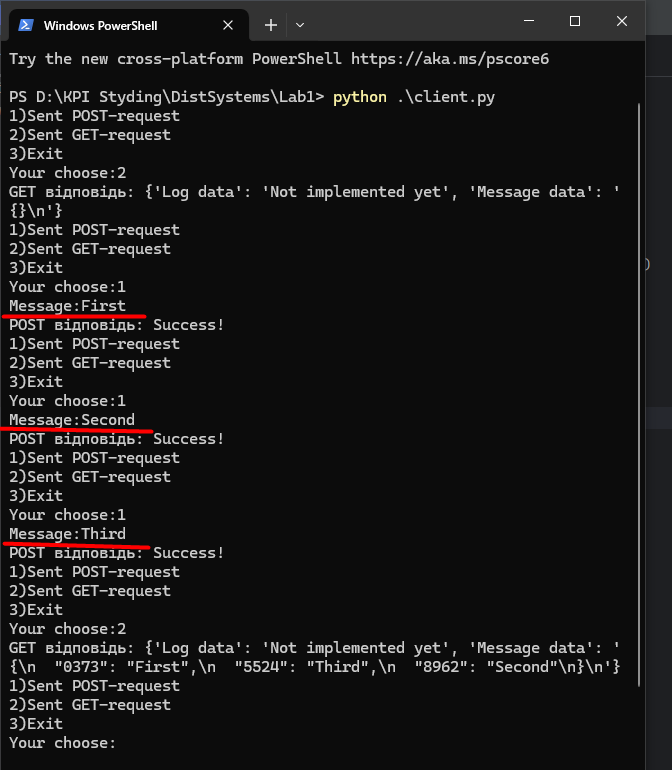 Windows PowerShell
Try the new cross-platform PowerShell https://aka.ms/pscore6
PS D:\KPI Styding\DistSystems\Lab1> python .\client.py
1)Sent POST-request
2)Sent GET-request
3)Exit
Your choose:2
GET відповідь: {'Log data': 'Not implemented yet', 'Message data': '
{}\n'}
1)Sent POST-request
2)Sent GET-request
3)Exit
Your choose:1
Message:First
POST відповідь: Success!
1)Sent POST-request
2)Sent GET-request
3)Exit
Your choose:1
Message:Second
POST відповідь: Success!
1)Sent POST-request
2)Sent GET-request
3)Exit
Your choose:1
Message:Third
POST відповідь: Success!
1)Sent POST-request
2)Sent GET-request
3)Exit
Your choose:2
GET відповідь: {'Log data': 'Not implemented yet', 'Message data': '
{\n  "0373": "First",\n  "5524": "Third",\n  "8962": "Second"\n}\n'}
1)Sent POST-request
2)Sent GET-request
3)Exit
Your choose: